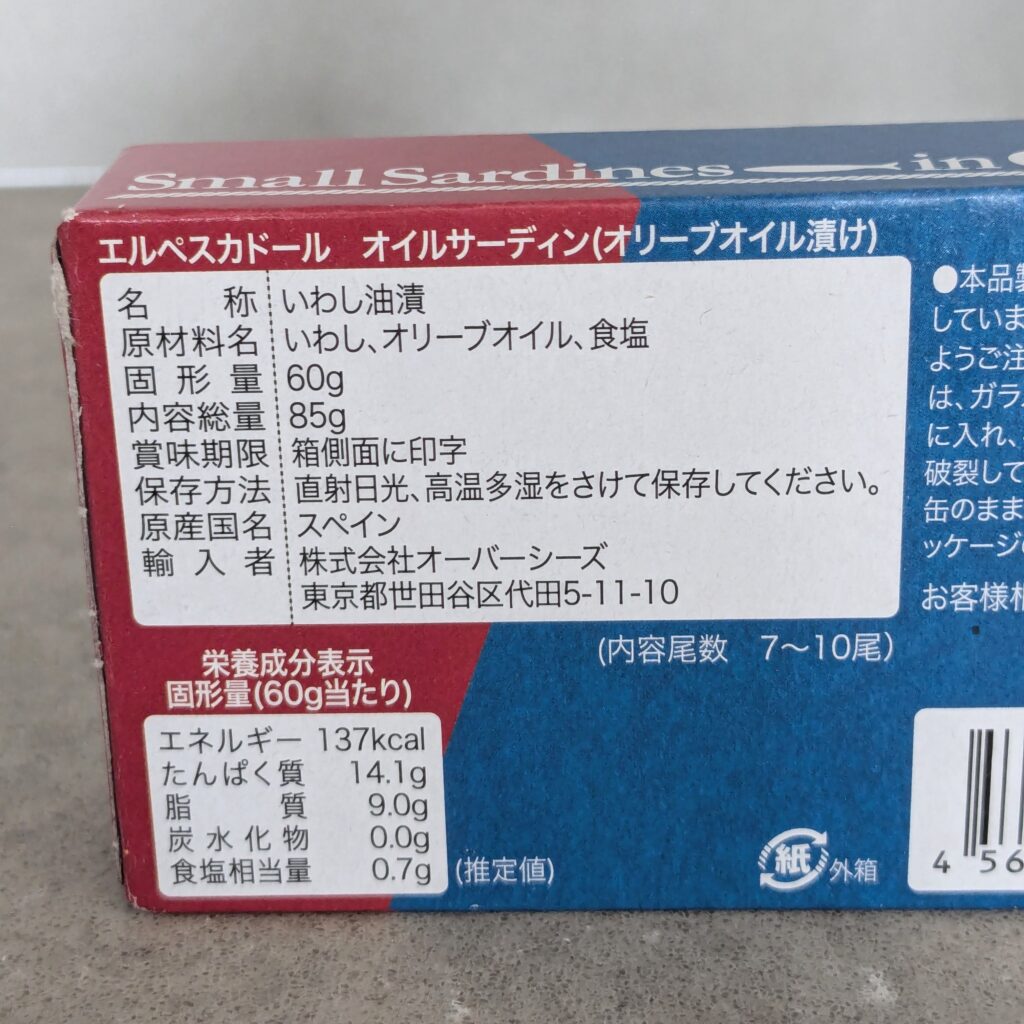 Small Sardines in
エルペスカドール オイルサーディン(オリーブオイル漬け)
名称 いわし油漬
原材料名 いわし、オリーブオイル、食塩
固形量 60g
内容総量 85g
賞味期限 箱側面に印字
保存方法 直射日光、高温多湿をさけて保存してください。
原産国名 スペイン
輸入者 株式会社オーバーシーズ
東京都世田谷区代田5-11-10
(内容尾数 7〜10尾)
栄養成分表示
固形量(60g当たり)
エネルギー 137kcal
たんぱく質 14.1g
脂質 9.0g
炭水化物 0.0g
食塩相当量 0.7g
(推定値)
紙 外箱
●本品製
していま
ようご注
は、ガラ
に入れ、
破裂して
缶のまま
ッケージ
お客様相
4 56